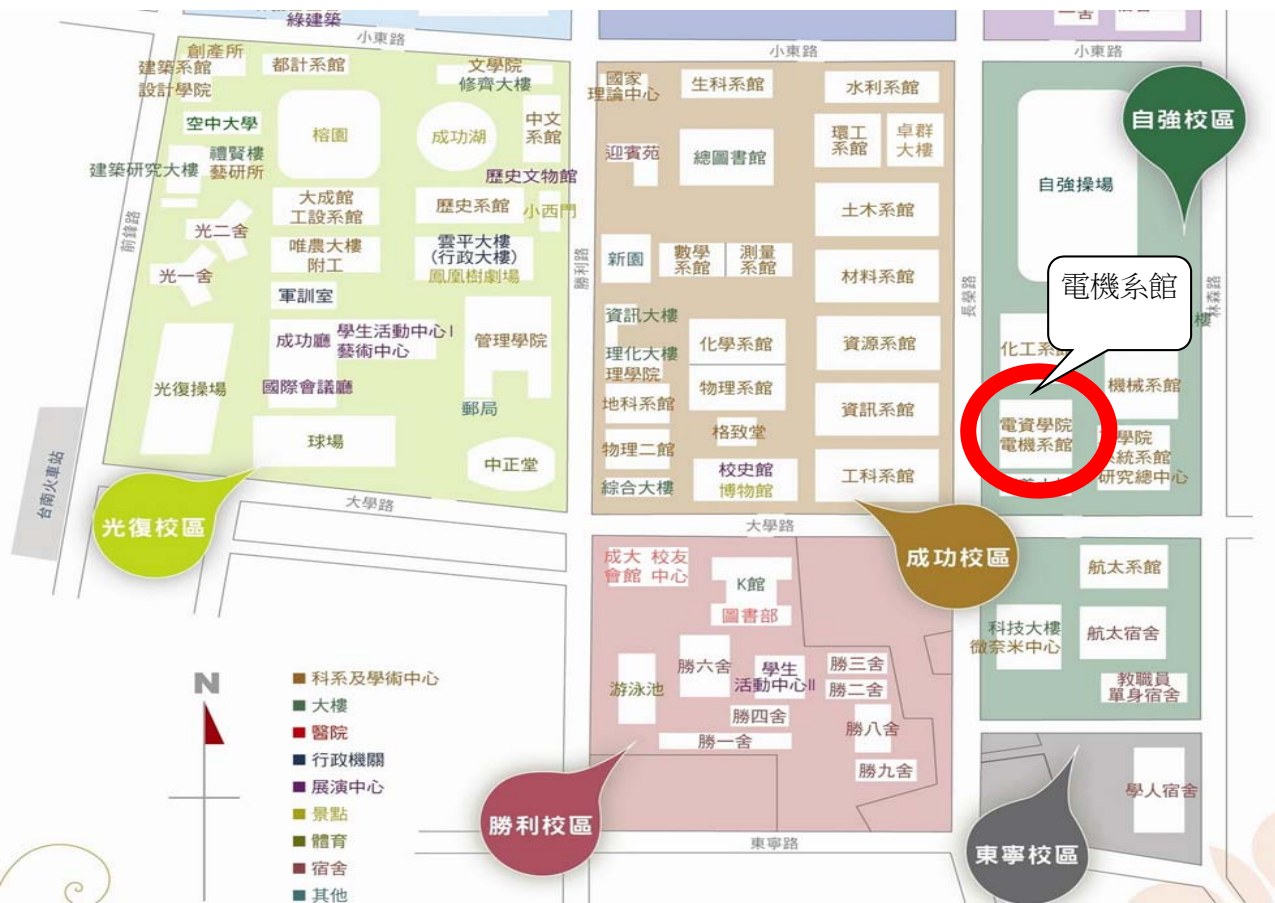 綠建築
小東路
小東路
小東路
創產所
建築系館
設計學院
都計系館
文學院
修齊大樓
空中大學
榕園
成功湖
中文
系館
建築研究大樓
禮賢樓
藝研所
歷史文物館
大成館
工設系館
歷史系館
小西門
光二舍
唯農大樓
附工
雲平大樓
(行政大樓)
鳳凰樹劇場
光一舍
軍訓室
成功廳
學生活動中心I
藝術中心
管理學院
光復操場
國際會議廳
郵局
球場
中正堂
前鋒路
勝利路
台南火車站
大學路
光復校區
國家
理論中心
生科系館
水利系館
迎賓苑
總圖書館
環工
系館
卓群
大樓
土木系館
新園
數學
系館
測量
系館
材料系館
資訊大樓
理化大樓
理學院
化學系館
資源系館
地科系館
物理系館
資訊系館
物理二館
格致堂
綜合大樓
校史館
博物館
工科系館
大學路
成功校區
長榮路
林森路
自強校區
自強操場
電機系館
樓
化工系館
機械系館
電資學院
電機系館
學院
統系館
研究總中心
成大 校友
會館 中心
K館
圖書部
游泳池
勝六舍
學生
活動中心II
勝三舍
勝二舍
勝四舍
勝一舍
勝八舍
勝九舍
勝利校區
東寧路
航太系館
科技大樓
微奈米中心
航太宿舍
教職員
單身宿舍
學人宿舍
東寧校區
N
科系及學術中心
大樓
醫院
行政機關
展演中心
景點
體育
宿舍
其他